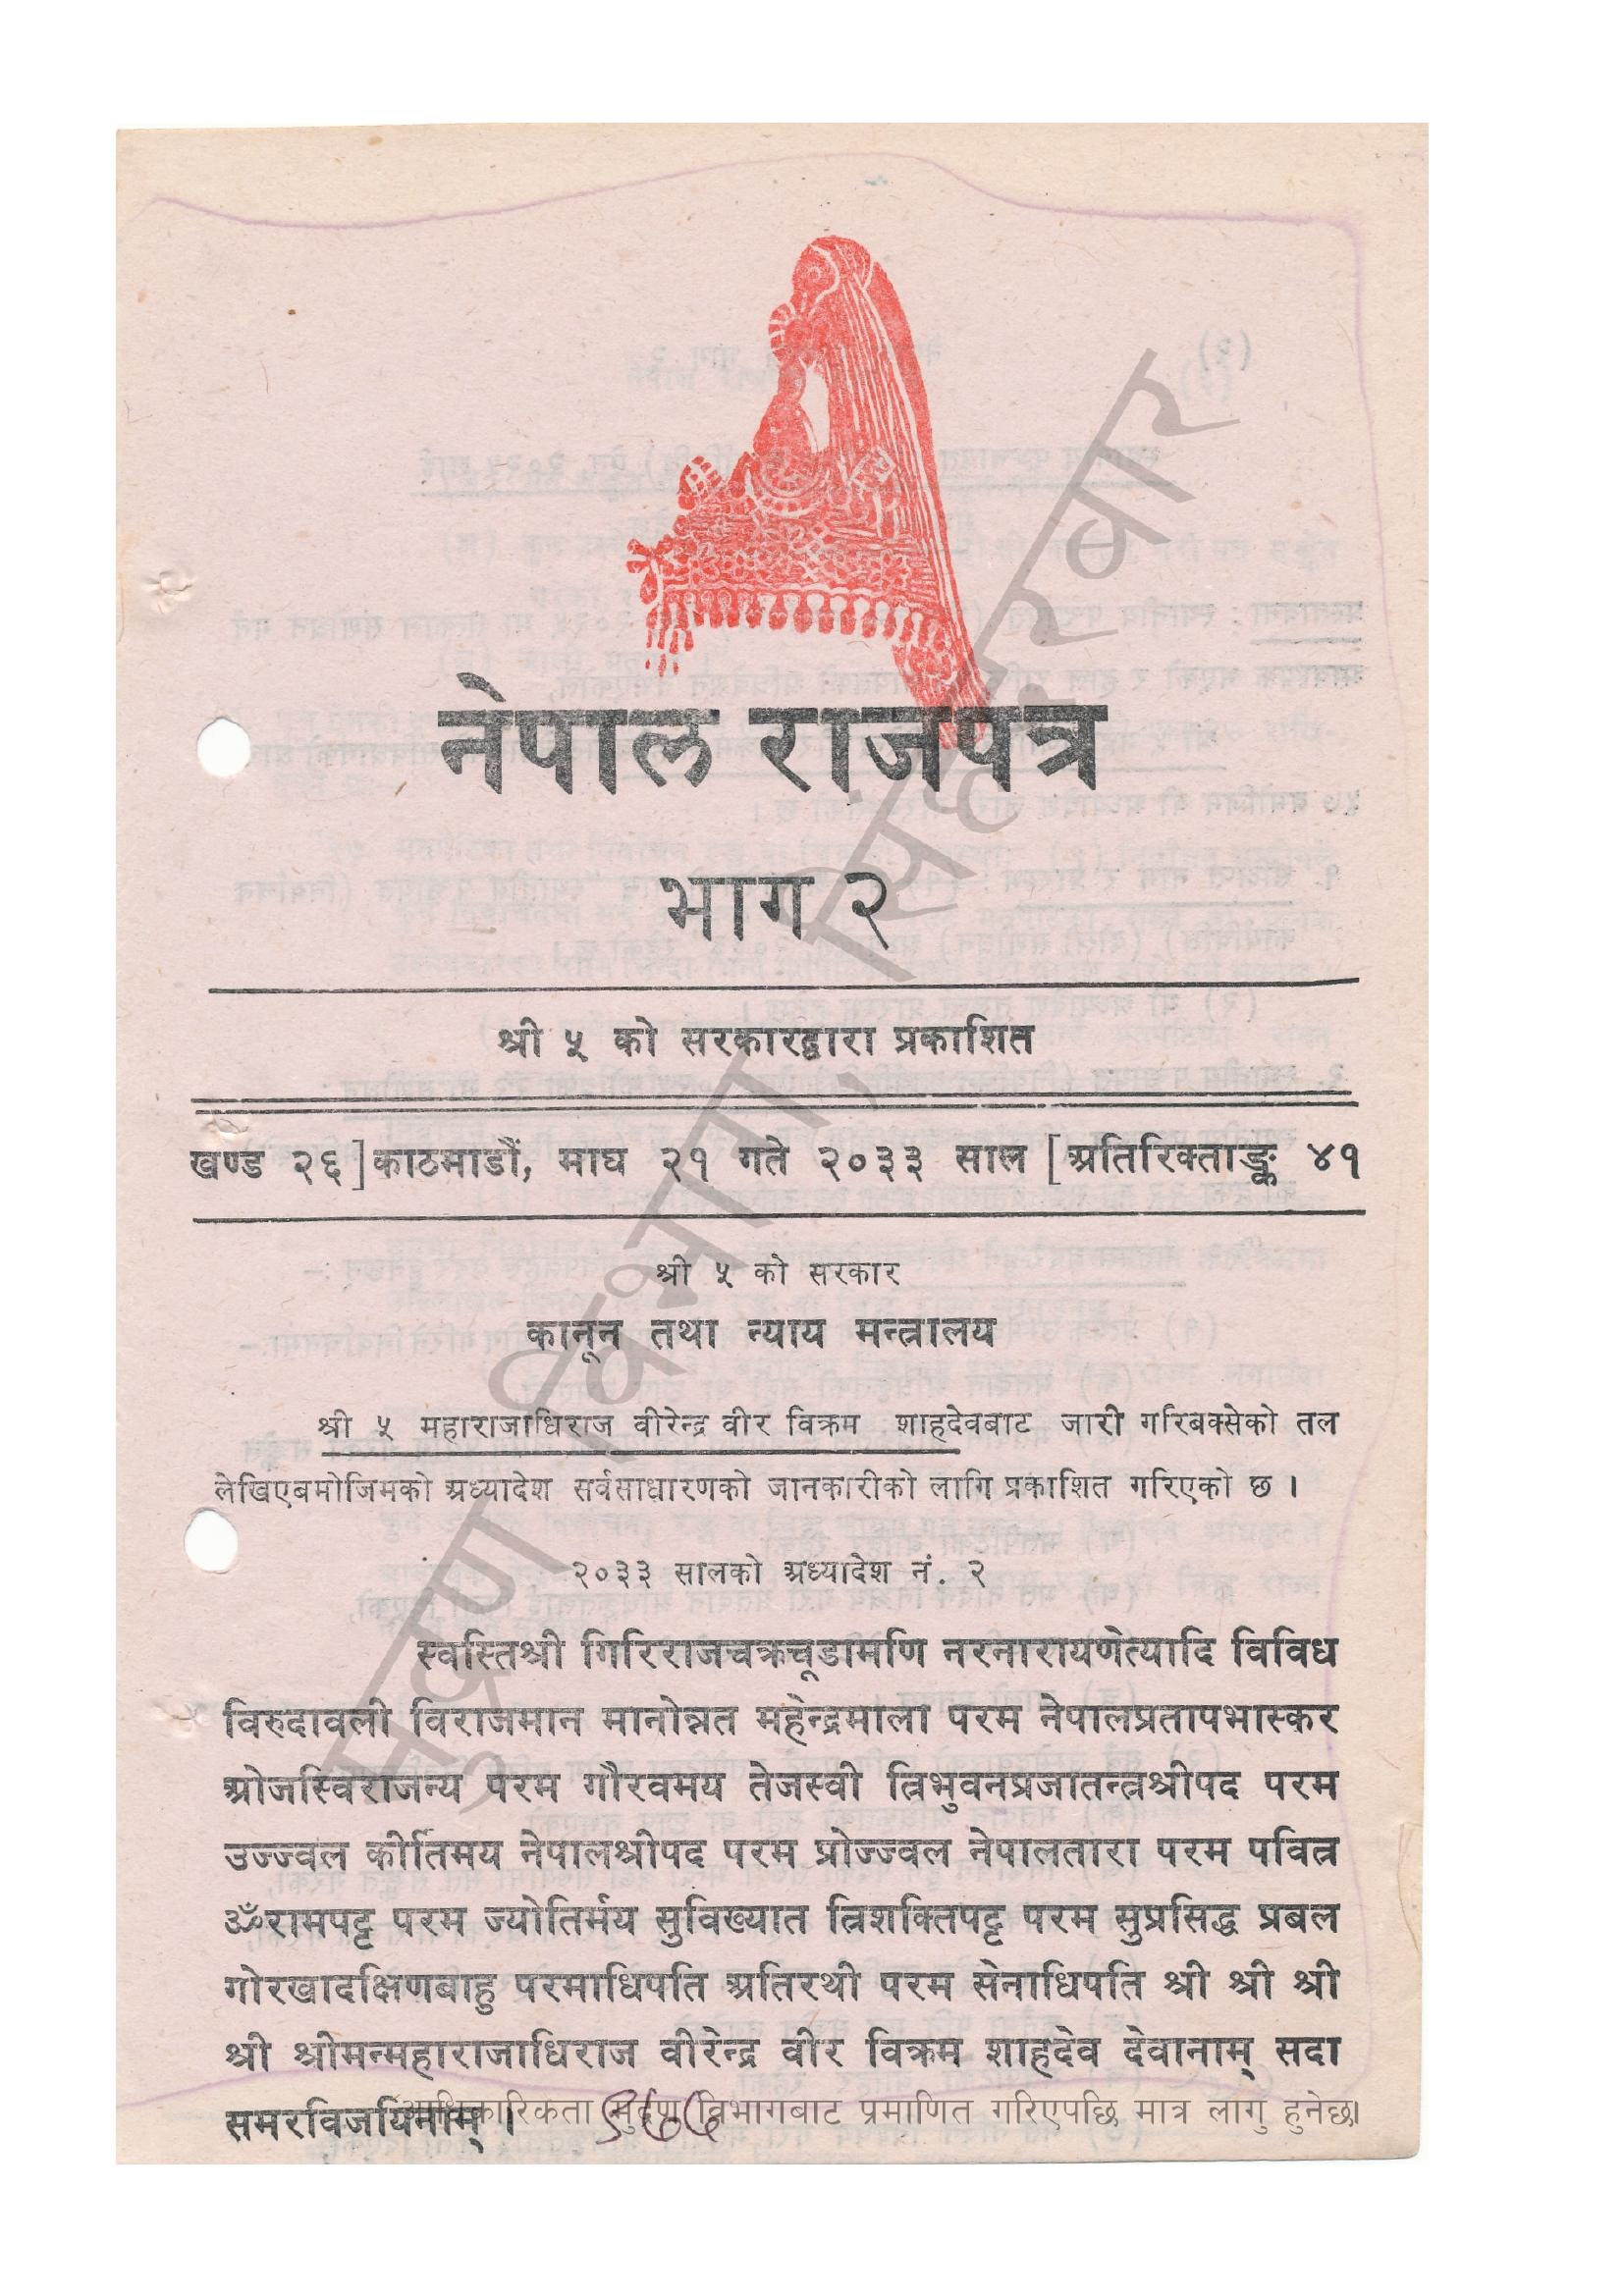 नेपाल राजपत्र
भाग २
श्री ५ को सरकारद्वारा प्रकाशित
खण्ड २६] काठमाडौं, माघ २१ गते २०३३ साल [अतिरिक्ताङ्क ४१
श्री ५ को सरकार
कानून तथा न्याय मन्त्रालय
श्री ५ महाराजाधिराज वीरेन्द्र वीर विक्रम शाहदेवबाट जारी गरिबक्सेको तल
लेखिएबमोजिमको अध्यादेश सर्वसाधारणको जानकारीको लागि प्रकाशित गरिएको छ ।
२०३३ सालको अध्यादेश नं. २
स्वस्तिश्री गिरिराजचक्रचूडामणि नरनारायणेत्यादि विविध
विरुदावली विराजमान मानोन्नत महेन्द्रमाला परम नेपालप्रतापभास्कर
ओजस्विराजन्य परम गौरवमय तेजस्वी त्रिभुवनप्रजातन्त्रश्रीपद परम
उज्ज्वल कीर्तिमय नेपालश्रीपद परम प्रोज्ज्वल नेपालतारा परम पवित्र
ॐरामपट्ट परम ज्योतिर्मय सुविख्यात त्रिशक्तिपट्ट परम सुप्रसिद्ध प्रबल
गोरखादक्षिणबाहु परमाधिपति अतिरथी परम सेनाधिपति श्री श्री श्री
श्री श्रीमन्महाराजाधिराज वीरेन्द्र वीर विक्रम शाहदेव देवानाम् सदा
समरविजयिनाम् ।
आधिकारिकता मुद्रण विभागबाट प्रमाणित गरिएपछि मात्र लागु हुनेछ।
मुद्रण विभाग, सिंहदरबार